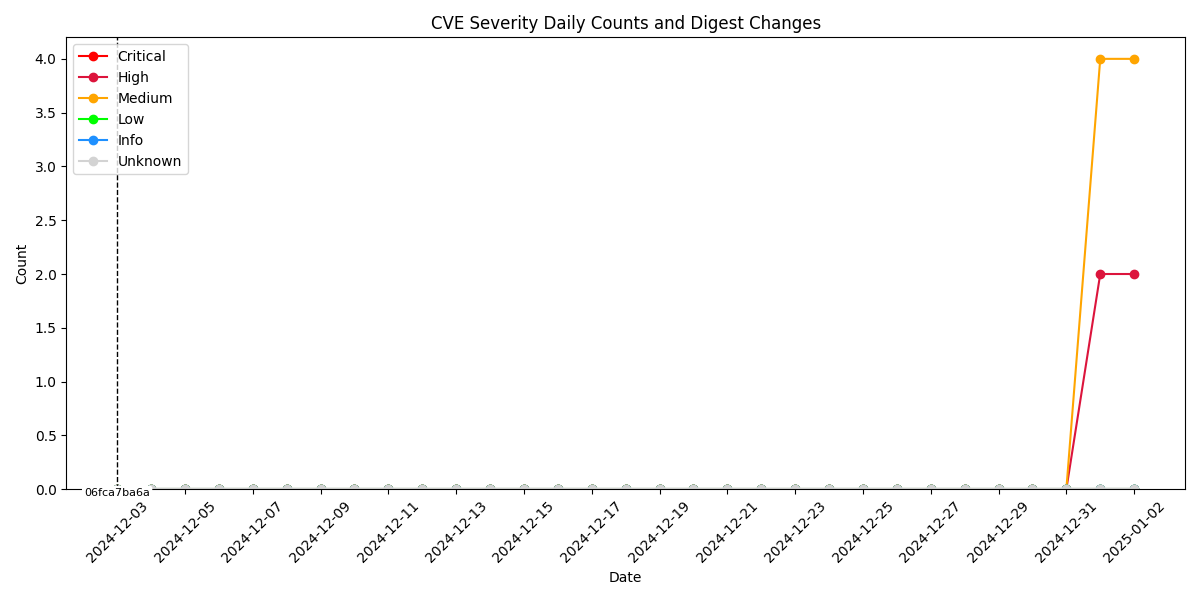 CVE Severity Daily Counts and Digest Changes
Critical
High
Medium
Low
Info
Unknown
Count
4.0
3.5
3.0
2.5
2.0
1.5
1.0
0.5
0.0
06fca7ba6a
2024-12-03
2024-12-05
2024-12-07
2024-12-09
2024-12-11
2024-12-13
2024-12-15
2024-12-17
2024-12-19
2024-12-21
2024-12-23
2024-12-25
2024-12-27
2024-12-29
2024-12-31
2025-01-02
Date